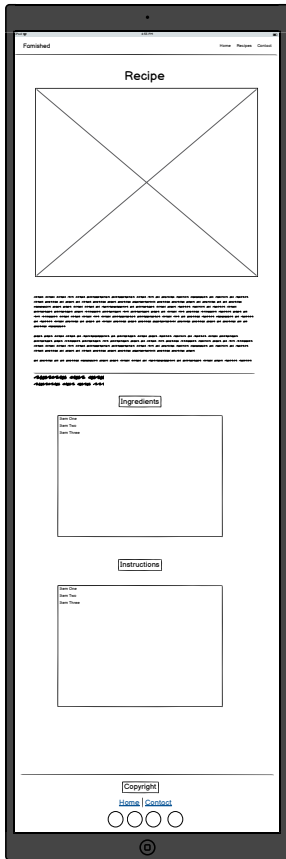 Famished
Home Recipes Contact
Recipe
Ingredients
Item One
Item Two
Item Three
Instructions
Item One
Item Two
Item Three
Copyright
Home | Contact